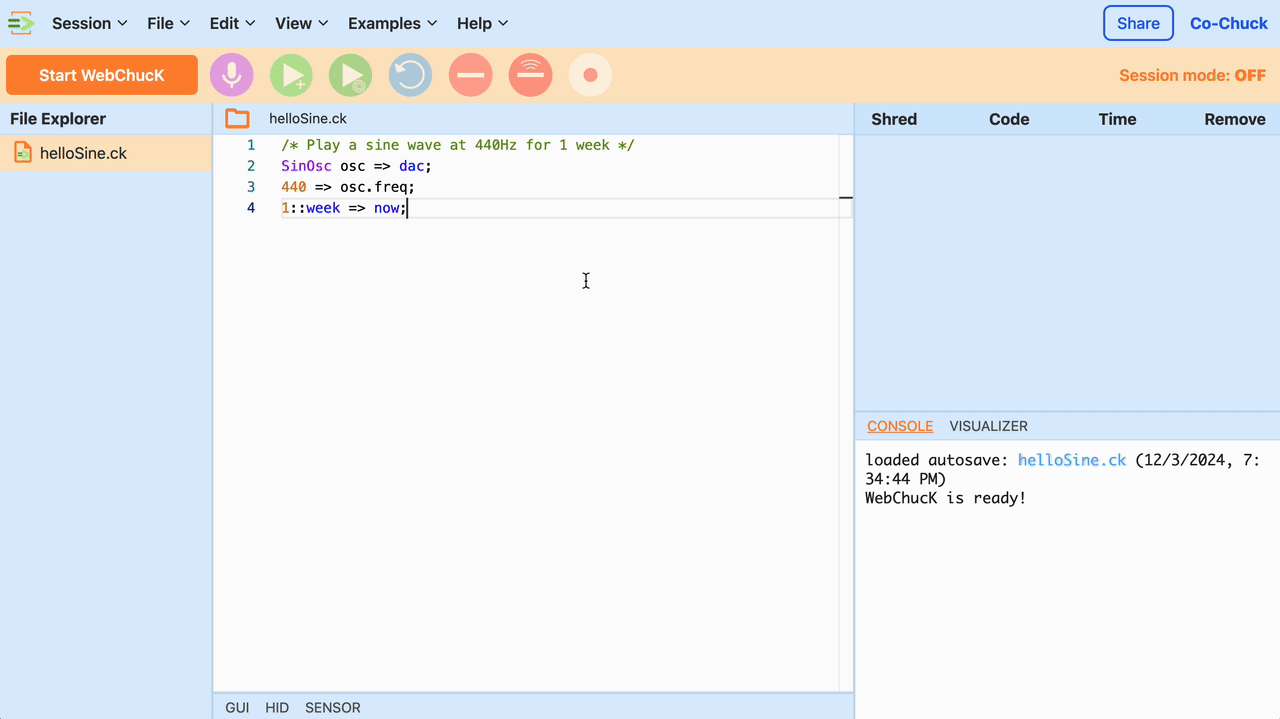 Session File Edit View Examples Help Share Co-Chuck
Start WebChucK Session mode: OFF
File Explorer
helloSine.ck
helloSine.ck
1 /* Play a sine wave at 440Hz for 1 week */
2 SinOsc osc => dac;
3 440 => osc.freq;
4 1::week => now;
GUI HID SENSOR
Shred Code Time Remove
CONSOLE VISUALIZER
loaded autosave: helloSine.ck (12/3/2024, 7:
34:44 PM)
WebChucK is ready!